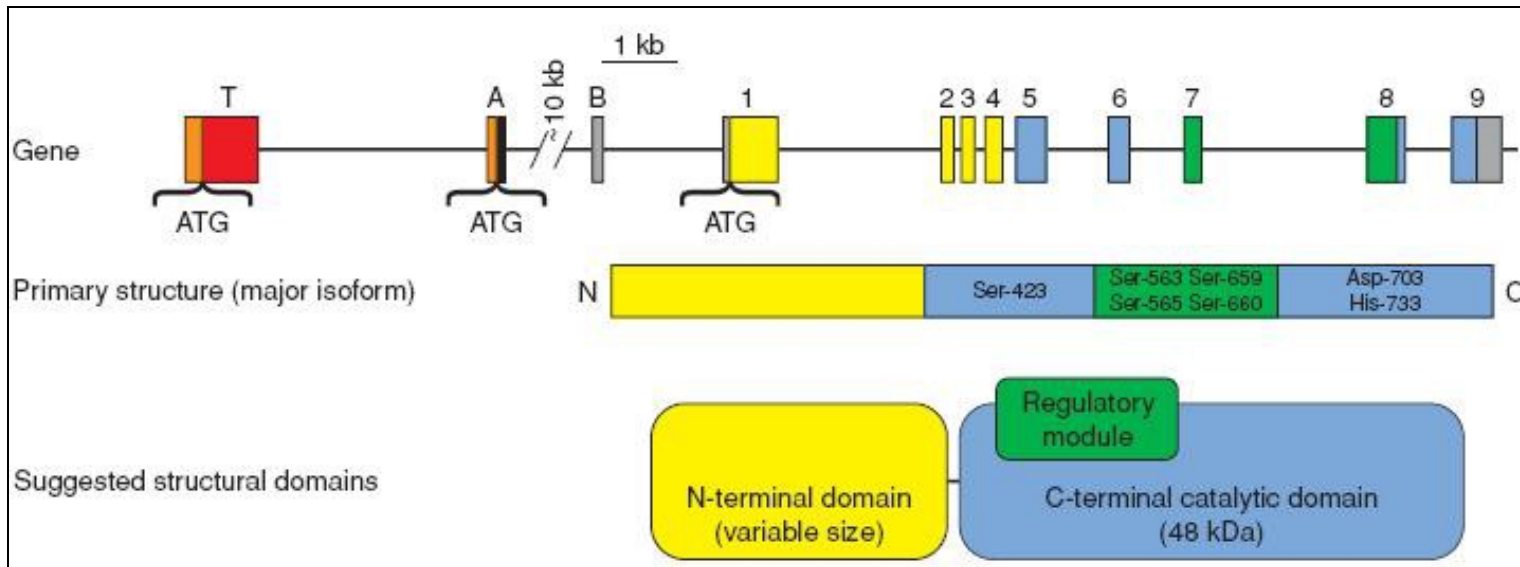 1 kb
T A ~10 kb B 1 2 3 4 5 6 7 8 9
Gene
ATG ATG ATG
Primary structure (major isoform) N Ser-423 Ser-563 Ser-659 Asp-703 C
Ser-565 Ser-660 His-733
Regulatory
module
Suggested structural domains
N-terminal domain C-terminal catalytic domain
(variable size) (48 kDa)